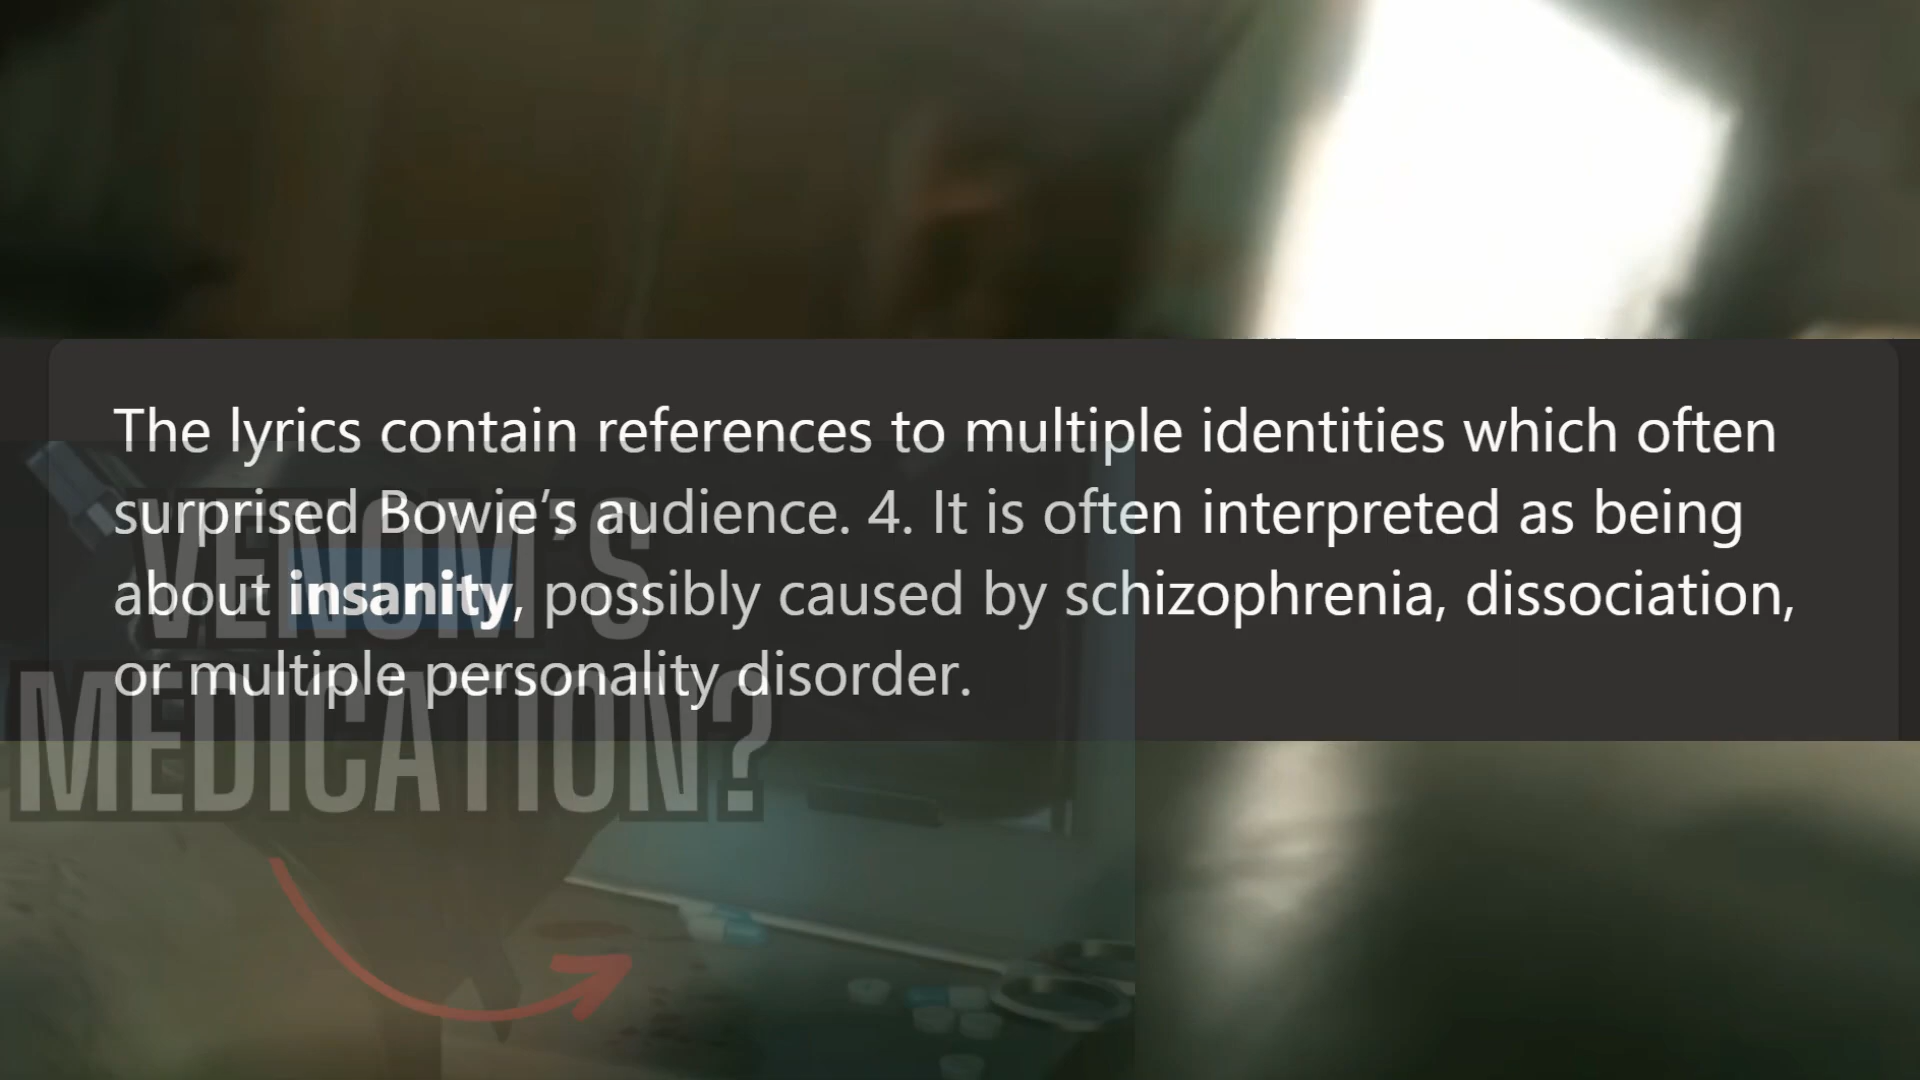 The lyrics contain references to multiple identities which often
surprised Bowie’s audience. 4. It is often interpreted as being
about insanity, possibly caused by schizophrenia, dissociation,
or multiple personality disorder.
VENOM'S
MEDICATION?